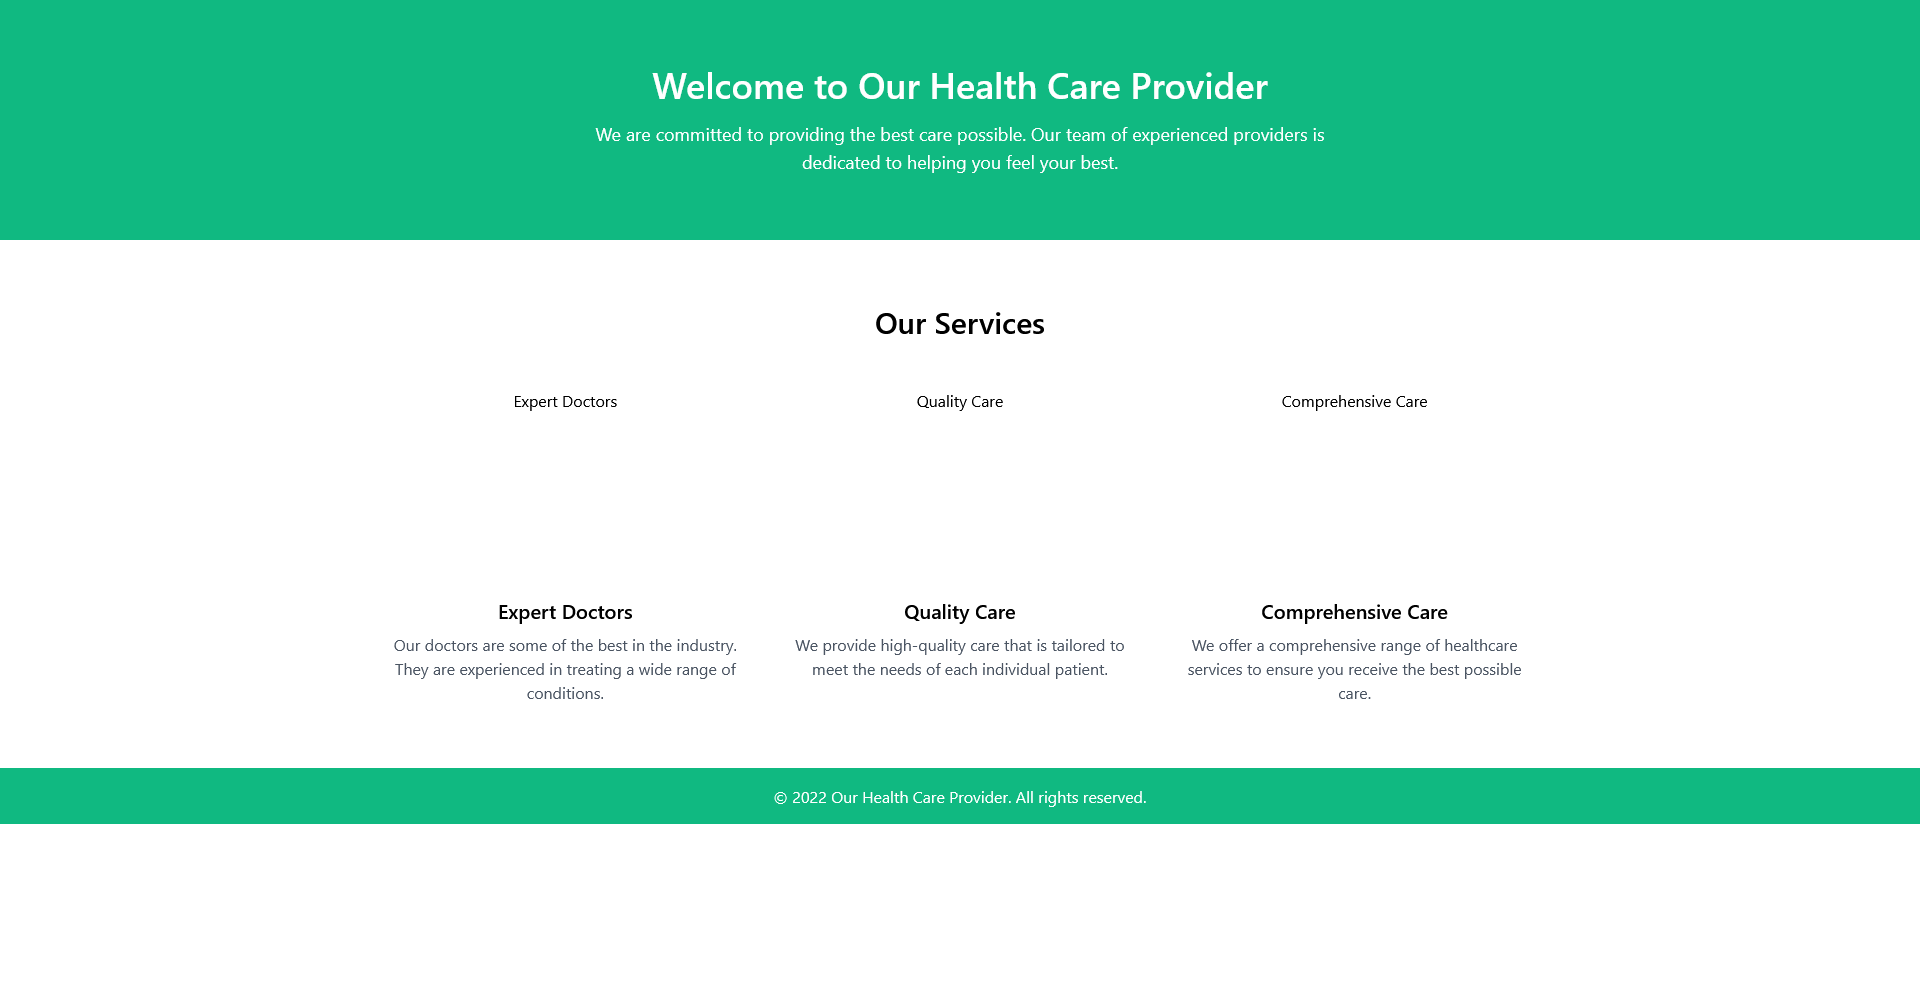 Welcome to Our Health Care Provider
We are committed to providing the best care possible. Our team of experienced providers is
dedicated to helping you feel your best.
Our Services
Expert Doctors
Quality Care
Comprehensive Care
Expert Doctors
Our doctors are some of the best in the industry.
They are experienced in treating a wide range of
conditions.
Quality Care
We provide high-quality care that is tailored to
meet the needs of each individual patient.
Comprehensive Care
We offer a comprehensive range of healthcare
services to ensure you receive the best possible
care.
© 2022 Our Health Care Provider. All rights reserved.